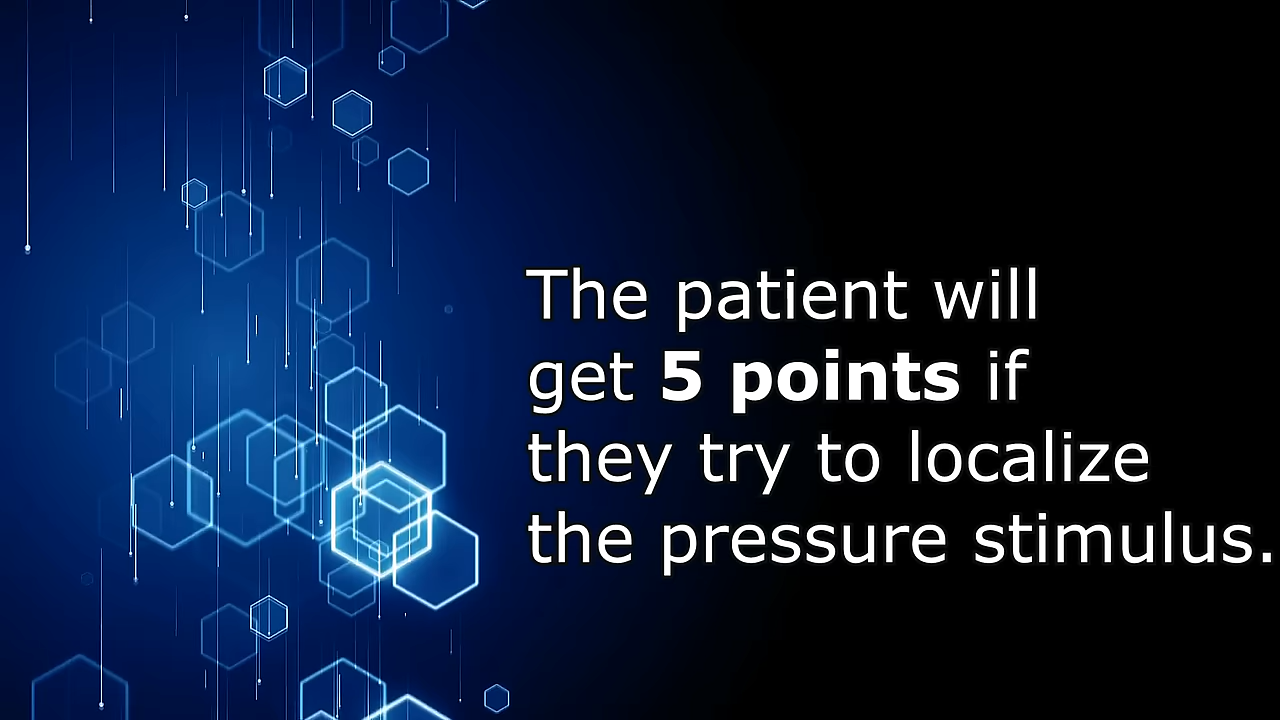 The patient will
get 5 points if
they try to localize
the pressure stimulus.